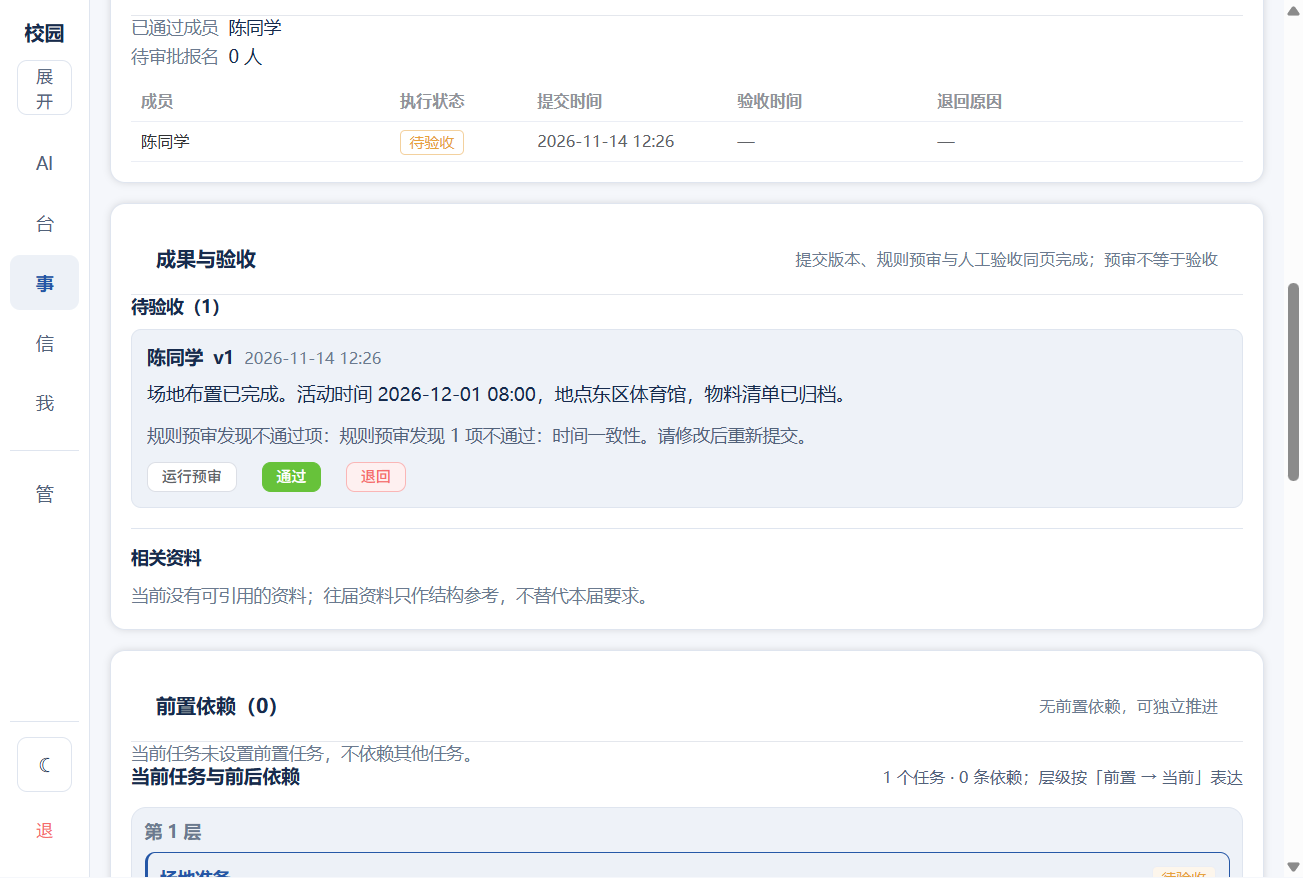 校园
展
开
AI
台
事
信
我
管
☾
退
已通过成员 陈同学
待审批报名 0 人
成员 执行状态 提交时间 验收时间 退回原因
陈同学 待验收 2026-11-14 12:26 — —
成果与验收 提交版本、规则预审与人工验收同页完成；预审不等于验收
待验收（1）
陈同学 v1 2026-11-14 12:26
场地布置已完成。活动时间 2026-12-01 08:00，地点东区体育馆，物料清单已归档。
规则预审发现不通过项：规则预审发现 1 项不通过：时间一致性。请修改后重新提交。
运行预审 通过 退回
相关资料
当前没有可引用的资料；往届资料只作结构参考，不替代本届要求。
前置依赖（0） 无前置依赖，可独立推进
当前任务未设置前置任务，不依赖其他任务。
当前任务与前后依赖 1 个任务 · 0 条依赖；层级按「前置 → 当前」表达
第 1 层
场地准备 待验收